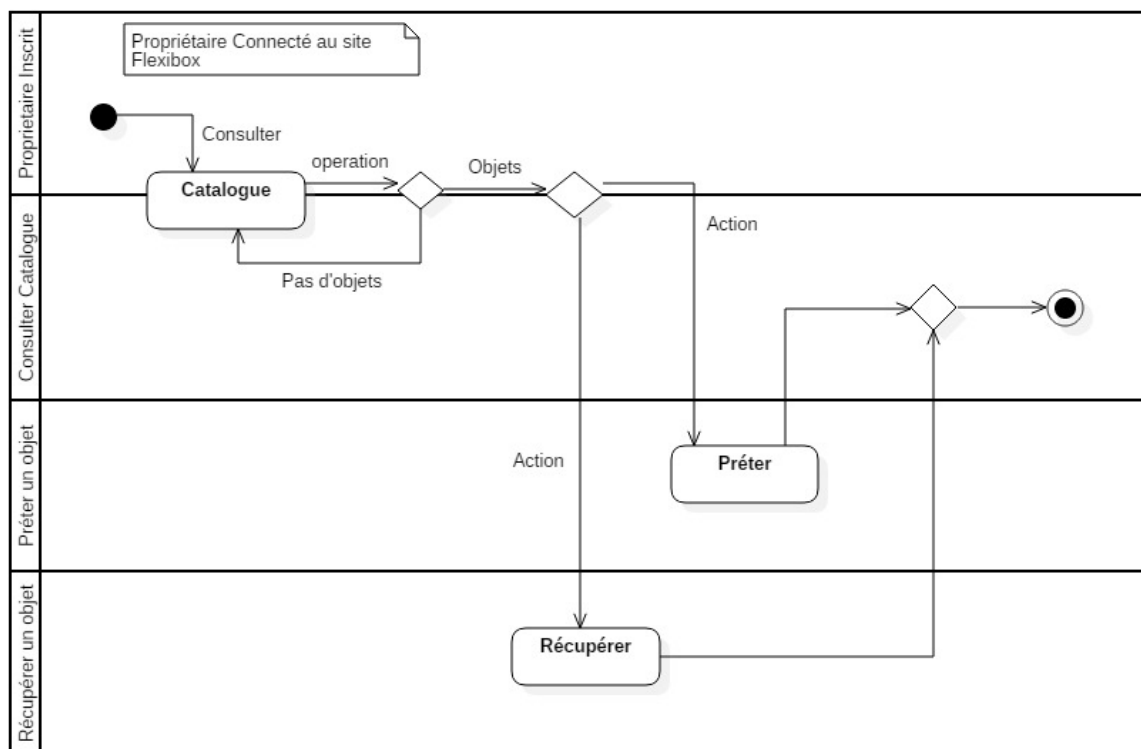 Proprietaire Inscrit
Propriétaire Connecté au site
Flexibox
Consulter
Catalogue
operation
Objets
Action
Pas d'objets
Consulter Catalogue
Préter un objet
Action
Préter
Récupérer un objet
Récupérer